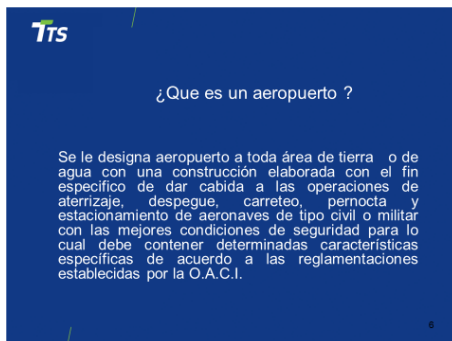 TTS
¿Que es un aeropuerto ?
Se le designa aeropuerto a toda área de tierra o de
agua con una construcción elaborada con el fin
especifico de dar cabida a las operaciones de
aterrizaje, despegue, carreteo, pernocta y
estacionamiento de aeronaves de tipo civil o militar
con las mejores condiciones de seguridad para lo
cual debe contener determinadas características
específicas de acuerdo a las reglamentaciones
establecidas por la O.A.C.I.
6